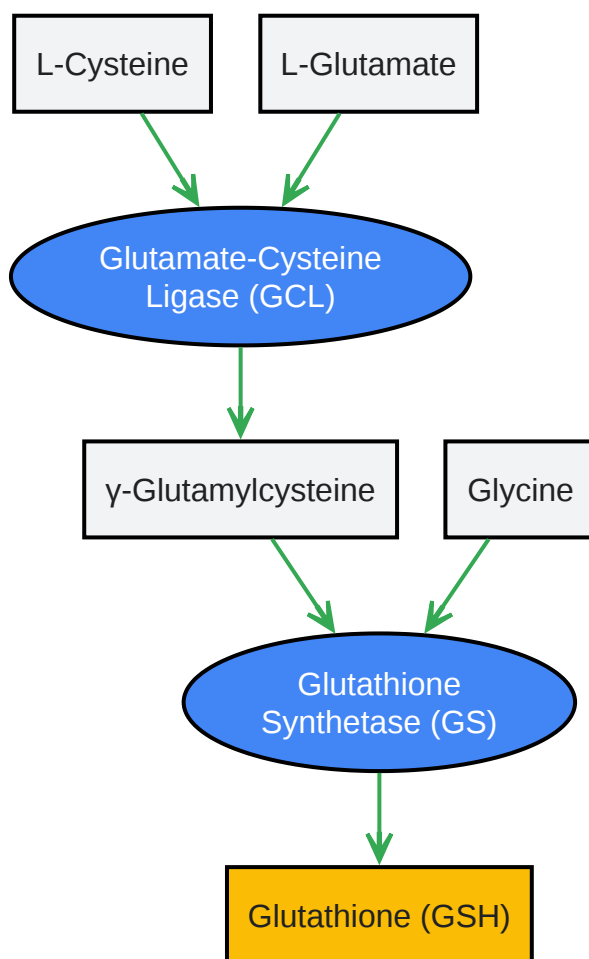 L-Cysteine
L-Glutamate
Glutamate-Cysteine
Ligase (GCL)
γ-Glutamylcysteine
Glycine
Glutathione
Synthetase (GS)
Glutathione (GSH)